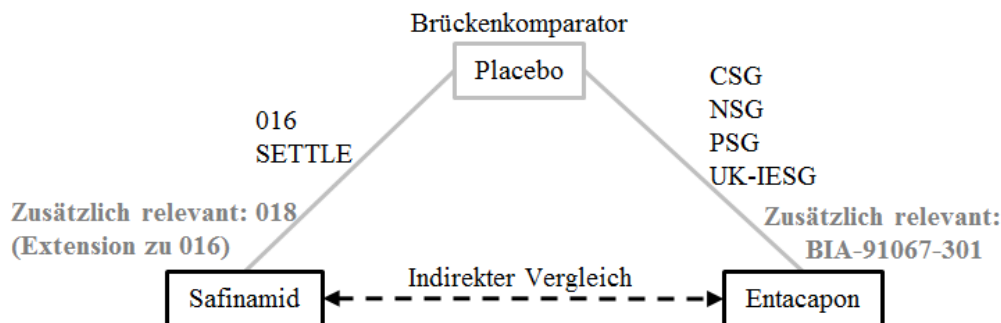 Brückenkomparator
Placebo
016
SETTLE
CSG
NSG
PSG
UK-IESG
Zusätzlich relevant: 018
(Extension zu 016)
Zusätzlich relevant:
BIA-91067-301
Safinamid
Indirekter Vergleich
Entacapon